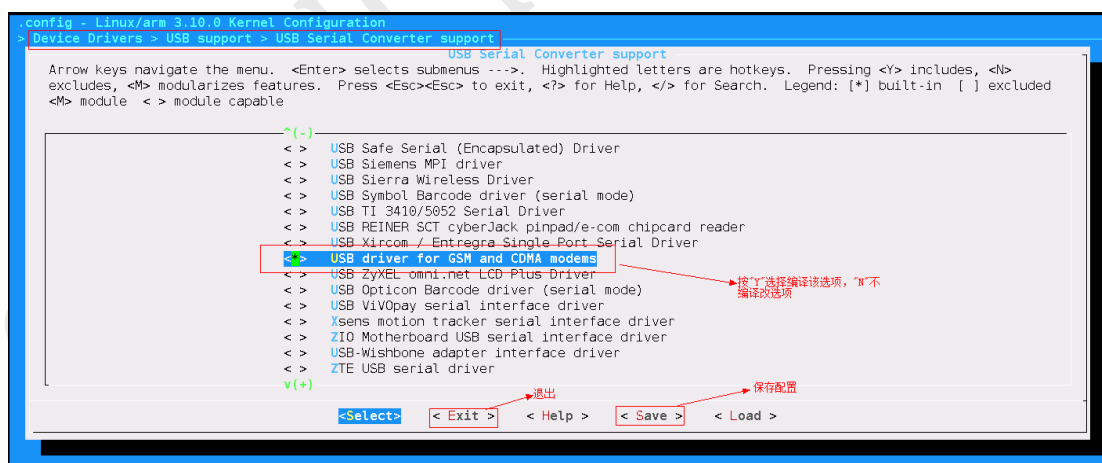 .config - Linux/arm 3.10.0 Kernel Configuration
> Device Drivers > USB support > USB Serial Converter support
USB Serial Converter support
Arrow keys navigate the menu.  <Enter> selects submenus --->.  Highlighted letters are hotkeys.  Pressing <Y> includes, <N>
excludes, <M> modularizes features.  Press <Esc><Esc> to exit, <?> for Help, </> for Search.  Legend: [*] built-in  [ ] excluded
<M> module  < > module capable
^(-)
< >   USB Safe Serial (Encapsulated) Driver
< >   USB Siemens MPI driver
< >   USB Sierra Wireless Driver
< >   USB Symbol Barcode driver (serial mode)
< >   USB TI 3410/5052 Serial Driver
< >   USB REINER SCT cyberJack pinpad/e-com chipcard reader
< >   USB Xircom / Entregra Single Port Serial Driver
<*>   USB driver for GSM and CDMA modems
< >   USB ZyXEL omni.net LCD Plus Driver
< >   USB Opticon Barcode driver (serial mode)
按"Y"选择编译该选项，"N"不
编译改选项
< >   USB ViVOpay serial interface driver
< >   Xsens motion tracker serial interface driver
< >   ZIO Motherboard USB serial interface driver
< >   USB-Wishbone adapter interface driver
< >   ZTE USB serial driver
v(+)
退出
保存配置
<Select>    < Exit >    < Help >    < Save >    < Load >